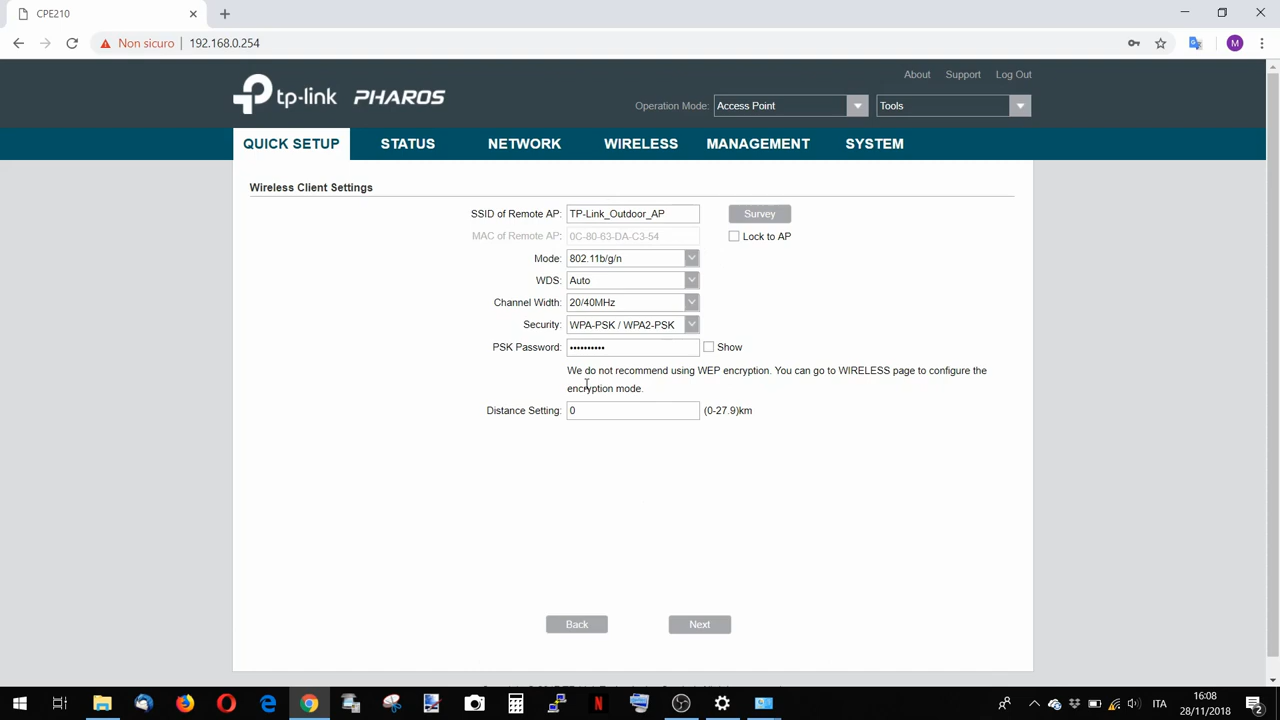 CPE210
Non sicuro
192.168.0.254
M
About
Support
Log Out
tp-link PHAROS
Operation Mode:
Access Point
Tools
QUICK SETUP
STATUS
NETWORK
WIRELESS
MANAGEMENT
SYSTEM
Wireless Client Settings
SSID of Remote AP: TP-Link_Outdoor_AP Survey
MAC of Remote AP: 0C-80-63-DA-C3-54 Lock to AP
Mode: 802.11b/g/n
WDS: Auto
Channel Width: 20/40MHz
Security: WPA-PSK / WPA2-PSK
PSK Password: •••••••••• Show
We do not recommend using WEP encryption. You can go to WIRELESS page to configure the
encryption mode.
Distance Setting: 0 (0-27.9)km
Back
Next
ITA
16:08
28/11/2018
2